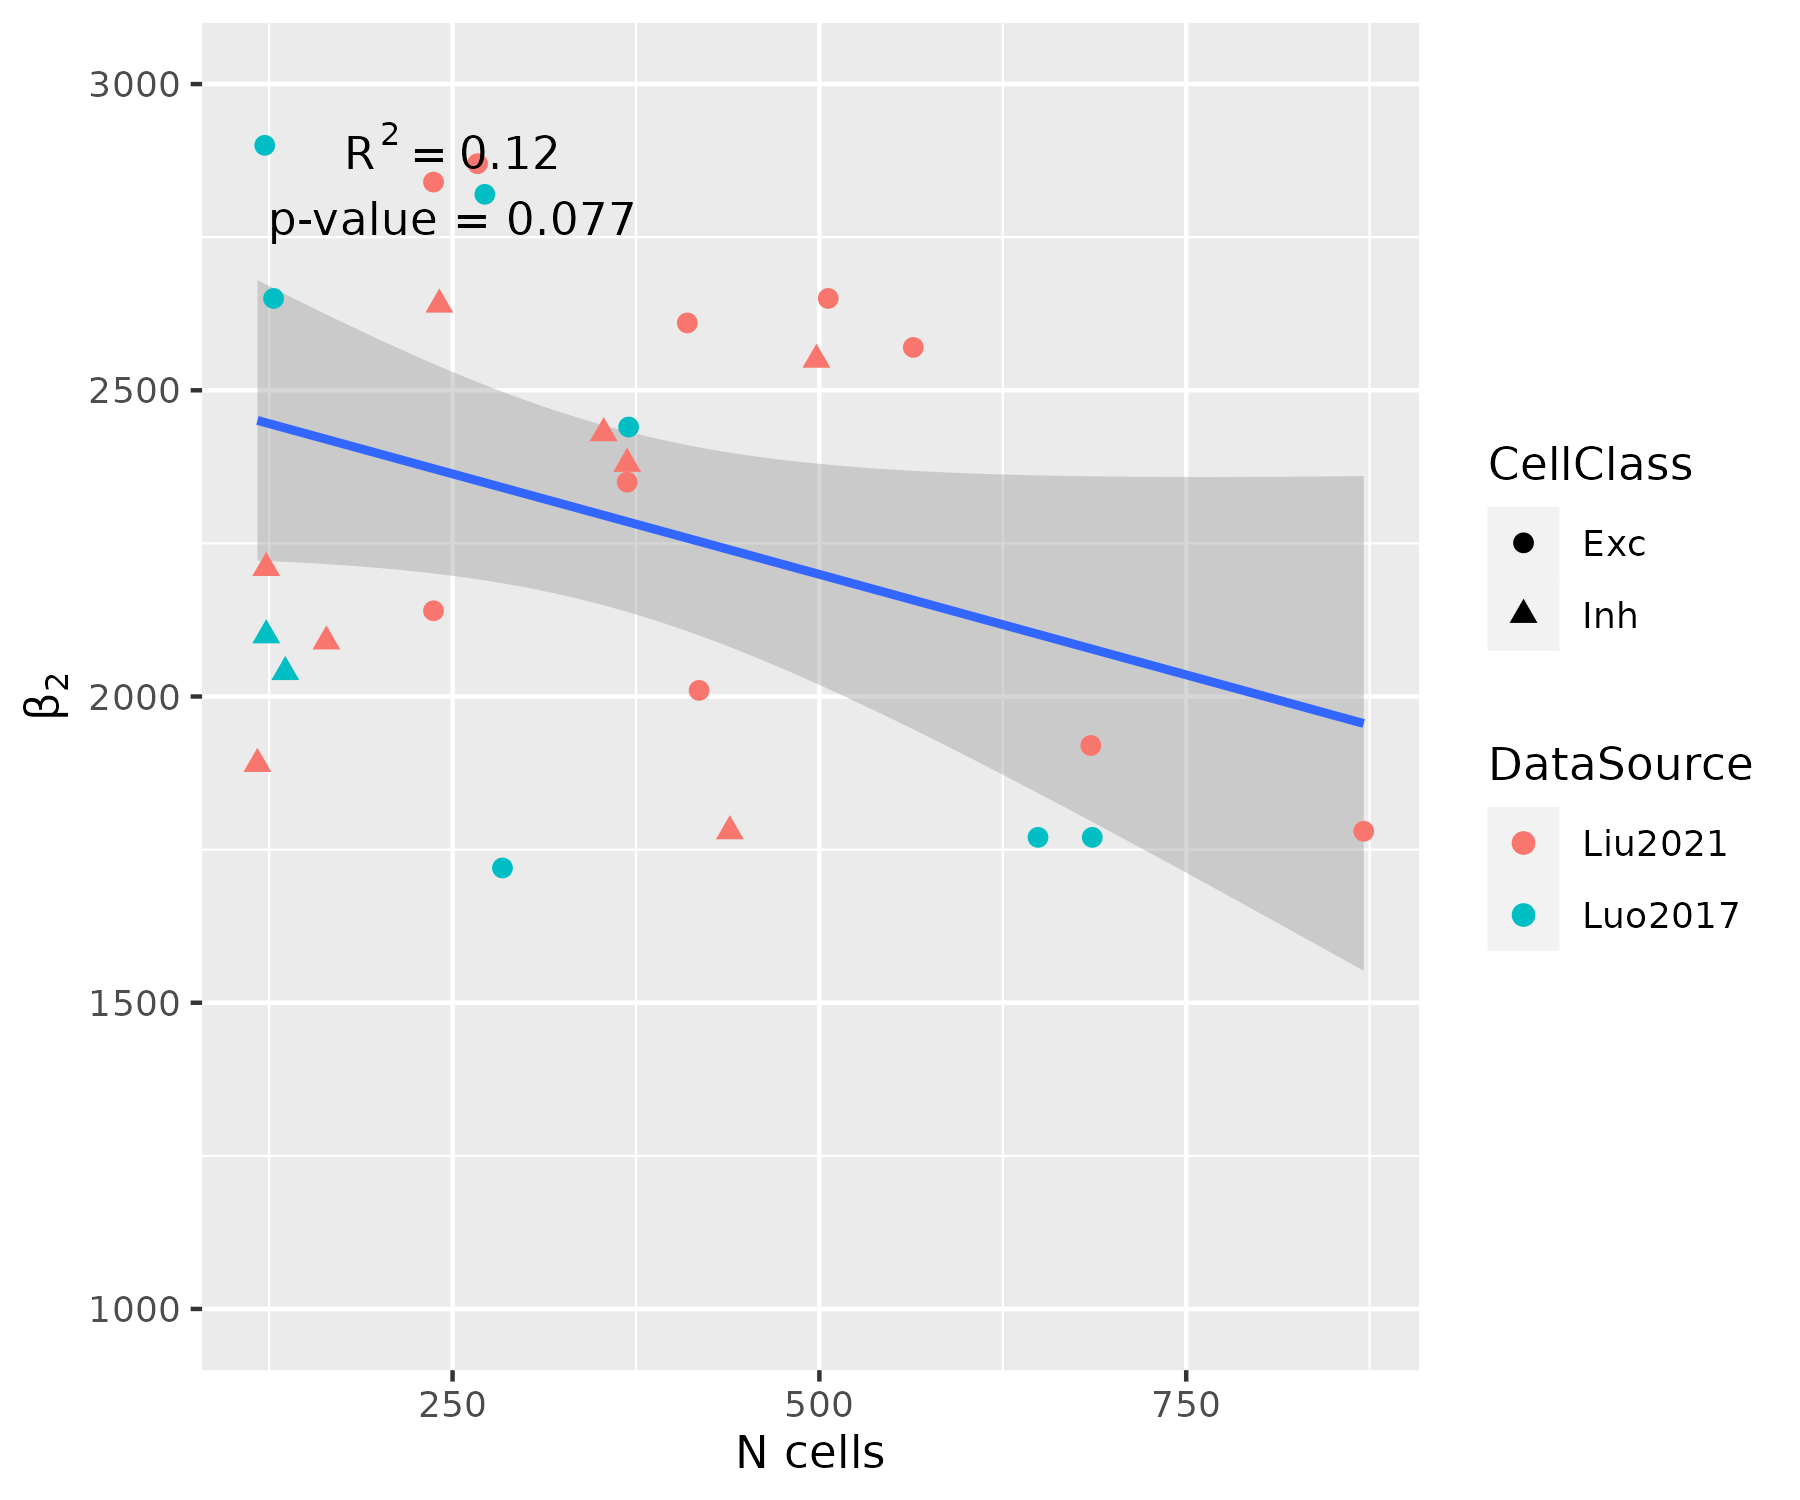 3000
2500
2000
1500
1000
β₂
R² = 0.12
p-value = 0.077
250 500 750
N cells
CellClass
Exc
Inh
DataSource
Liu2021
Luo2017